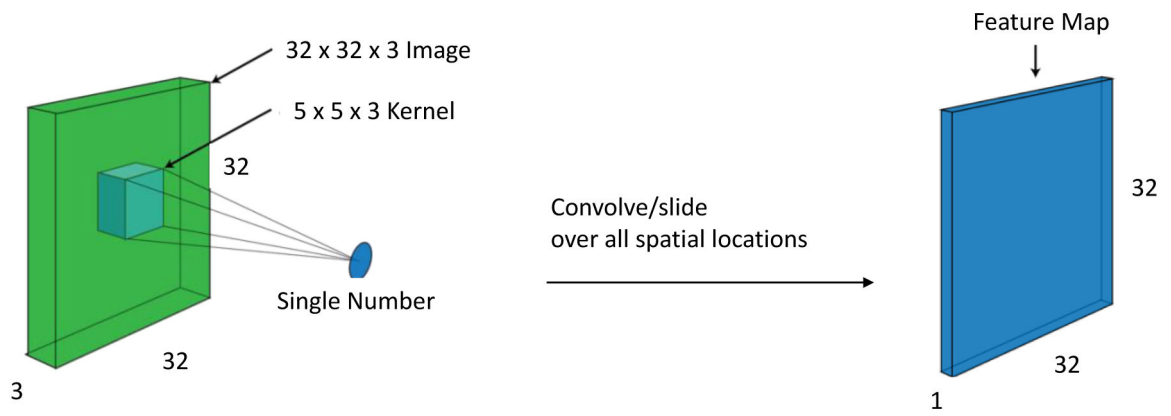 32 x 32 x 3 Image
5 x 5 x 3 Kernel
32
Single Number
32
3
Convolve/slide
over all spatial locations
Feature Map
32
32
1